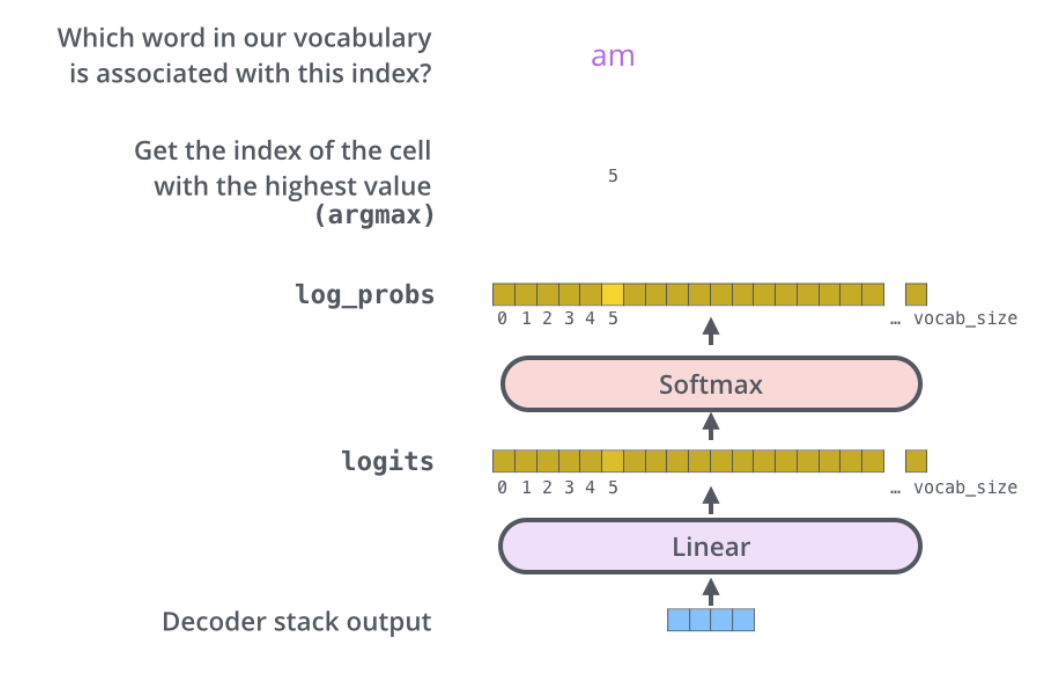 Which word in our vocabulary
is associated with this index?
am
Get the index of the cell
with the highest value
(argmax)
5
log_probs
0 1 2 3 4 5 … vocab_size
Softmax
logits
0 1 2 3 4 5 … vocab_size
Linear
Decoder stack output